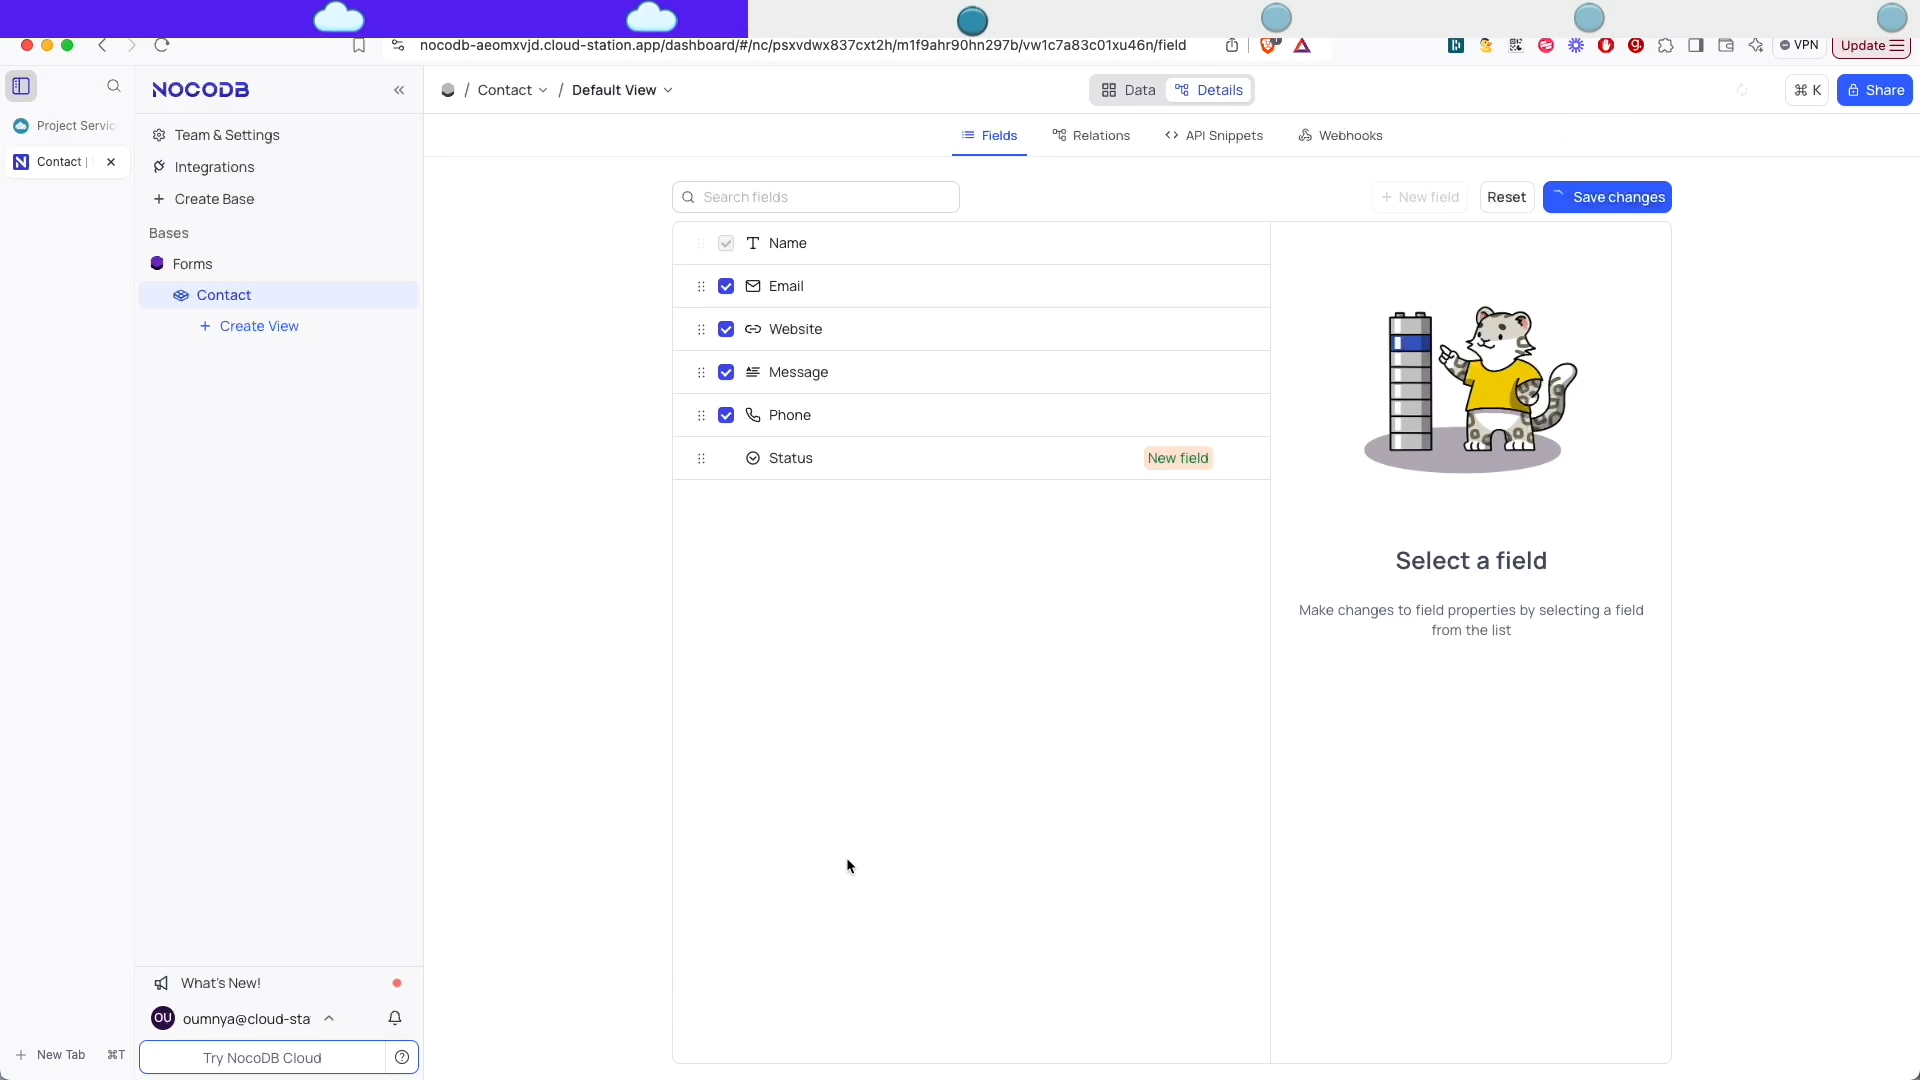 nocodb-aeomxvjd.cloud-station.app/dashboard/#/nc/psxvdwx837cxt2h/m1f9ahr90hn297b/vw1c7a83c01xu46n/field
VPN
Update
Project Servic
Contact |
NOCODB
Contact / Default View
Data
Details
⌘ K
Share
Team & Settings
Integrations
Create Base
Bases
Forms
Contact
Create View
Fields
Relations
API Snippets
Webhooks
Search fields
New field
Reset
Save changes
Name
Email
Website
Message
Phone
Status
New field
Select a field
Make changes to field properties by selecting a field
from the list
What's New!
OU
oumnya@cloud-sta
New Tab
⌘T
Try NocoDB Cloud